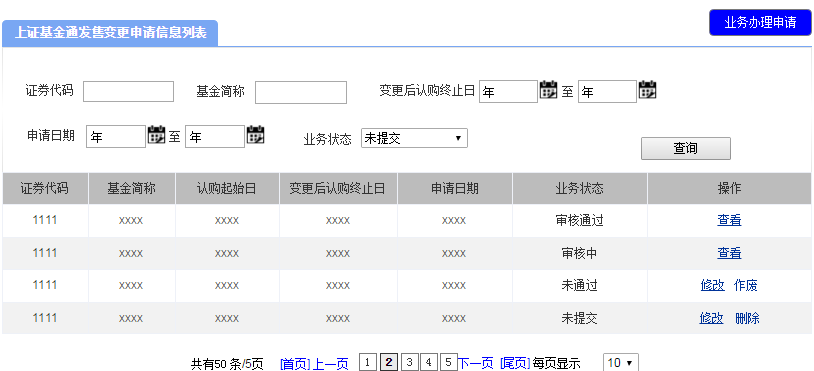 业务办理申请
上证基金通发售变更申请信息列表
证券代码 基金简称 变更后认购终止日 年 至 年
申请日期 年 至 年 业务状态 未提交 查询
证券代码 基金简称 认购起始日 变更后认购终止日 申请日期 业务状态 操作
1111 xxxx xxxx xxxx xxxx 审核通过 查看
1111 xxxx xxxx xxxx xxxx 审核中 查看
1111 xxxx xxxx xxxx xxxx 未通过 修改 作废
1111 xxxx xxxx xxxx xxxx 未提交 修改 删除
共有50 条/5页 [首页] 上一页 1 2 3 4 5 下一页 [尾页] 每页显示 10